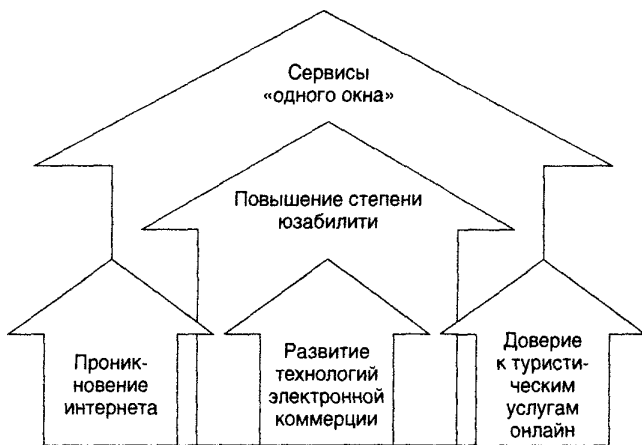 Сервисы
«одного окна»
Повышение степени
юзабилити
Проник-
новение
интернета
Развитие
технологий
электронной
коммерции
Доверие
к туристи-
ческим
услугам
онлайн